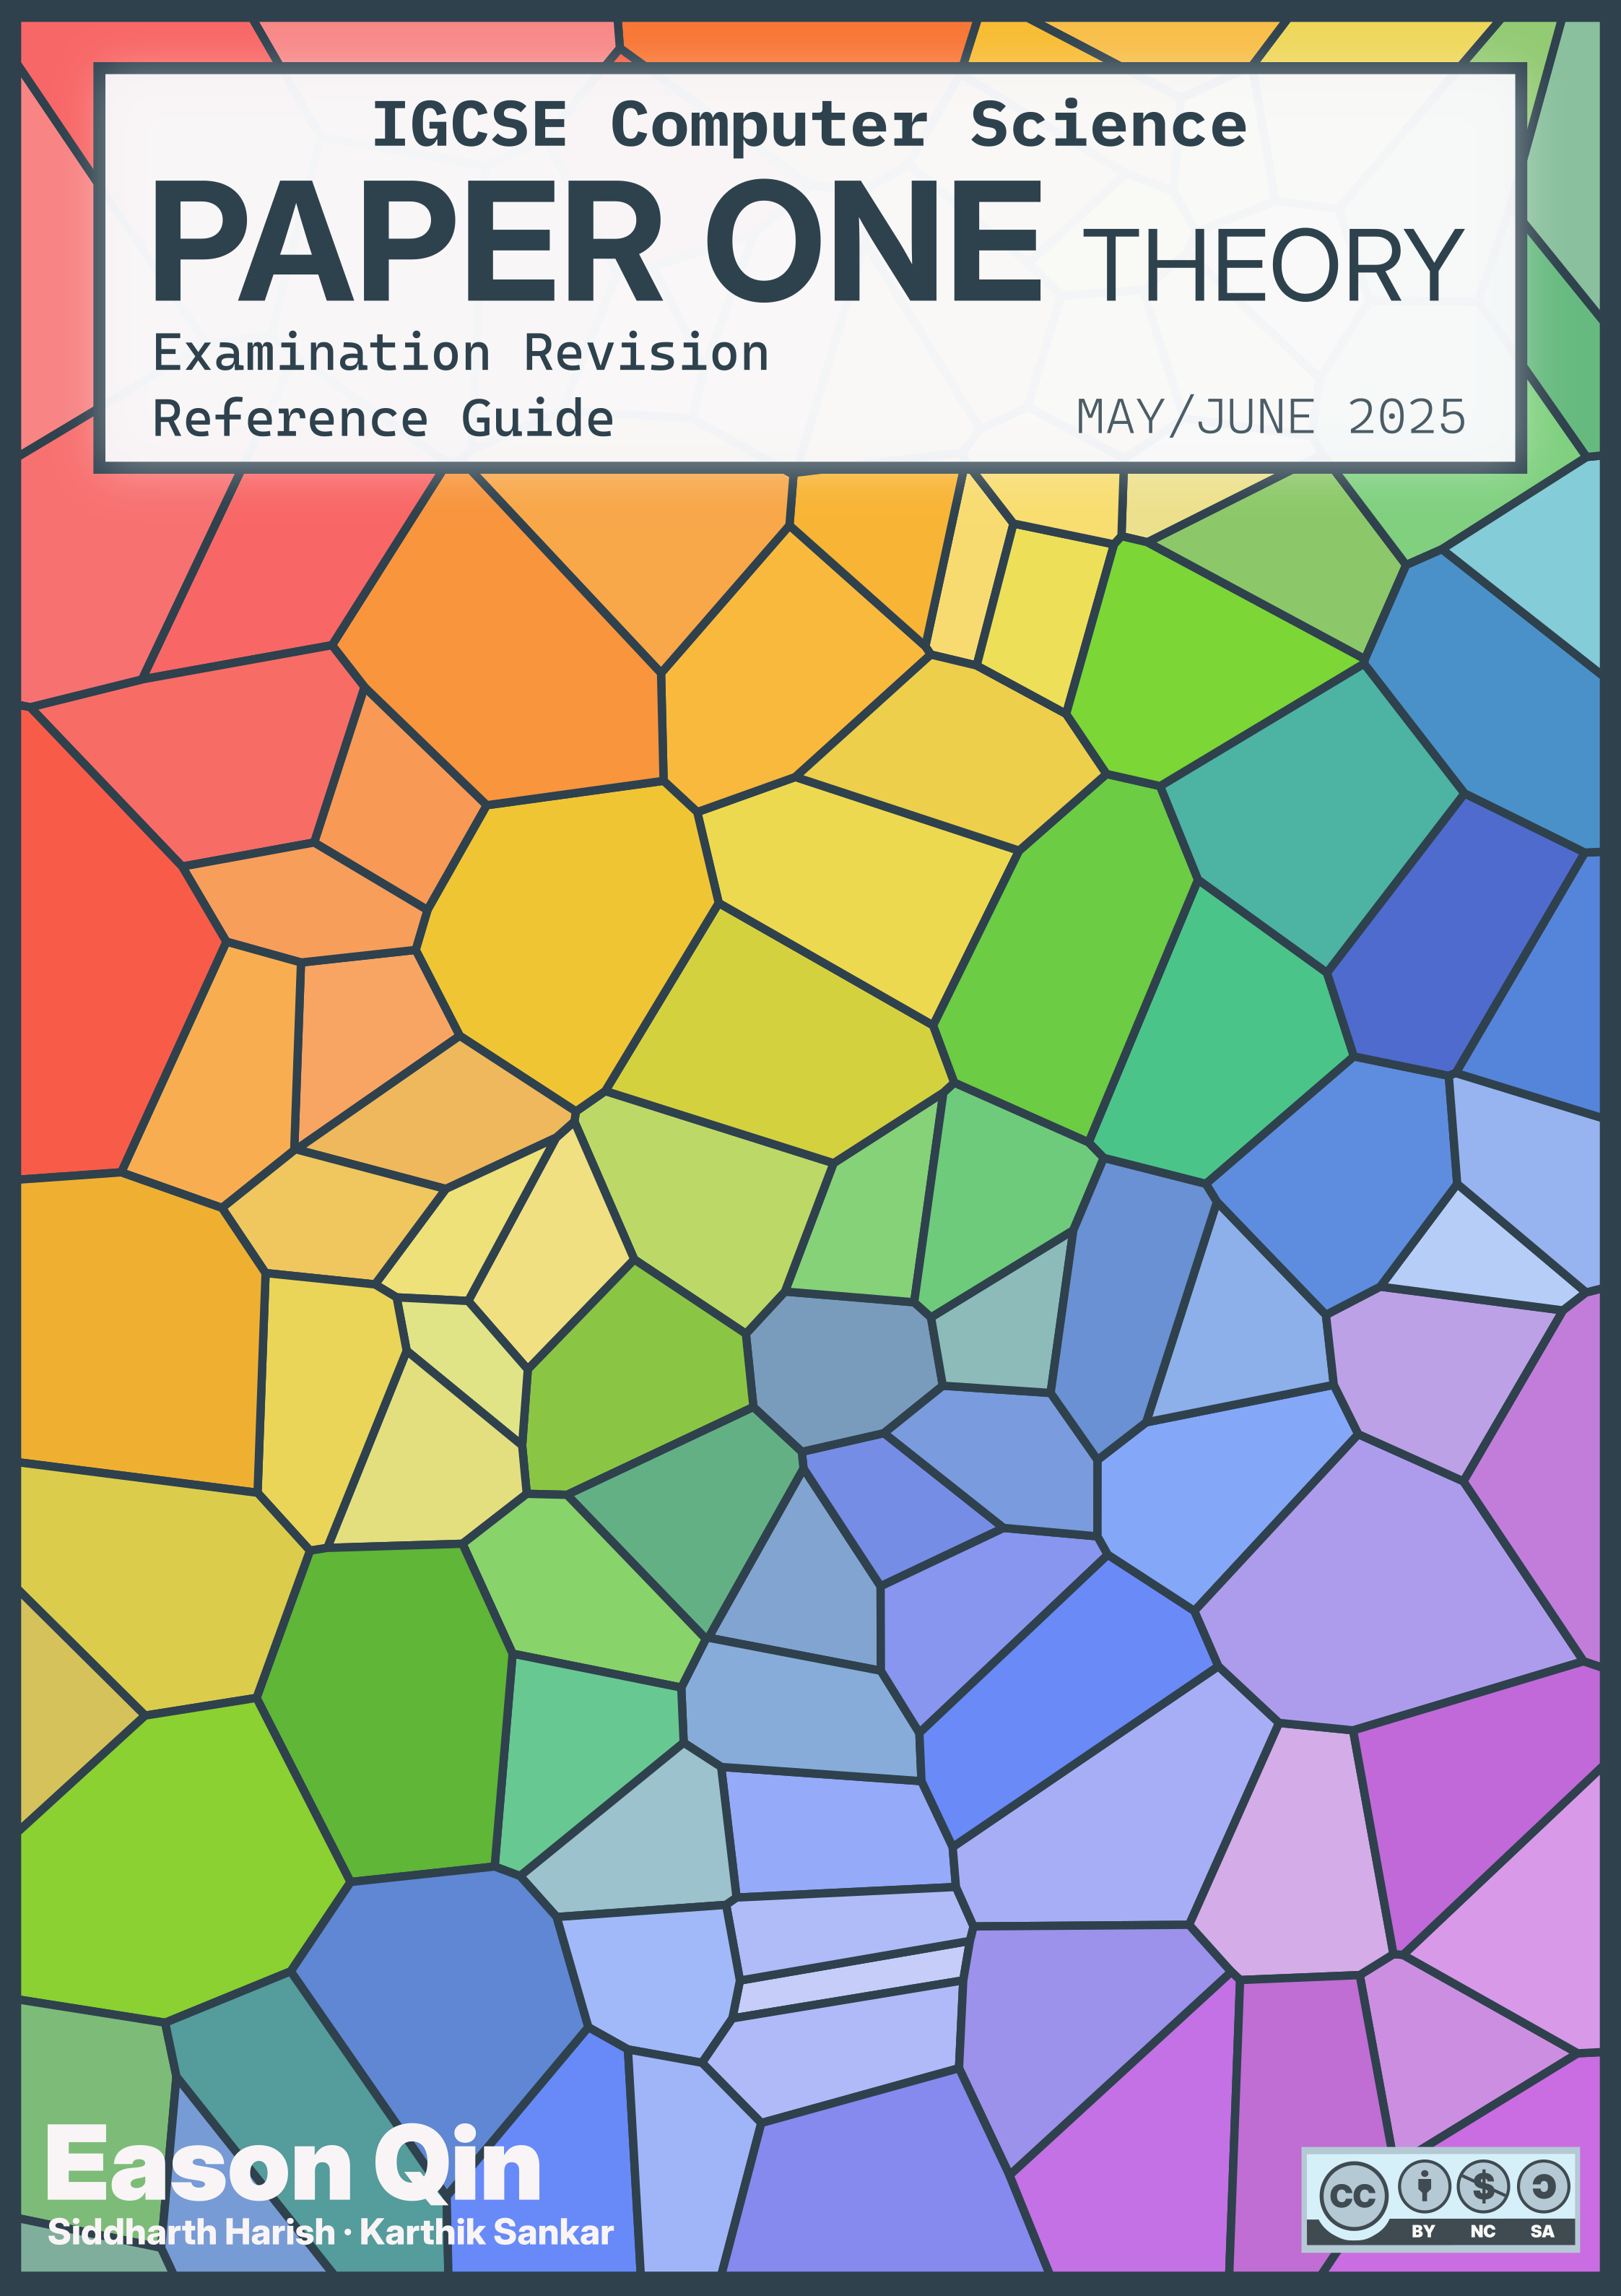 IGCSE Computer Science
PAPER ONE THEORY
Examination Revision
Reference Guide
MAY/JUNE 2025
Eason Qin
Siddharth Harish · Karthik Sankar
cc $ ɔ
BY NC SA